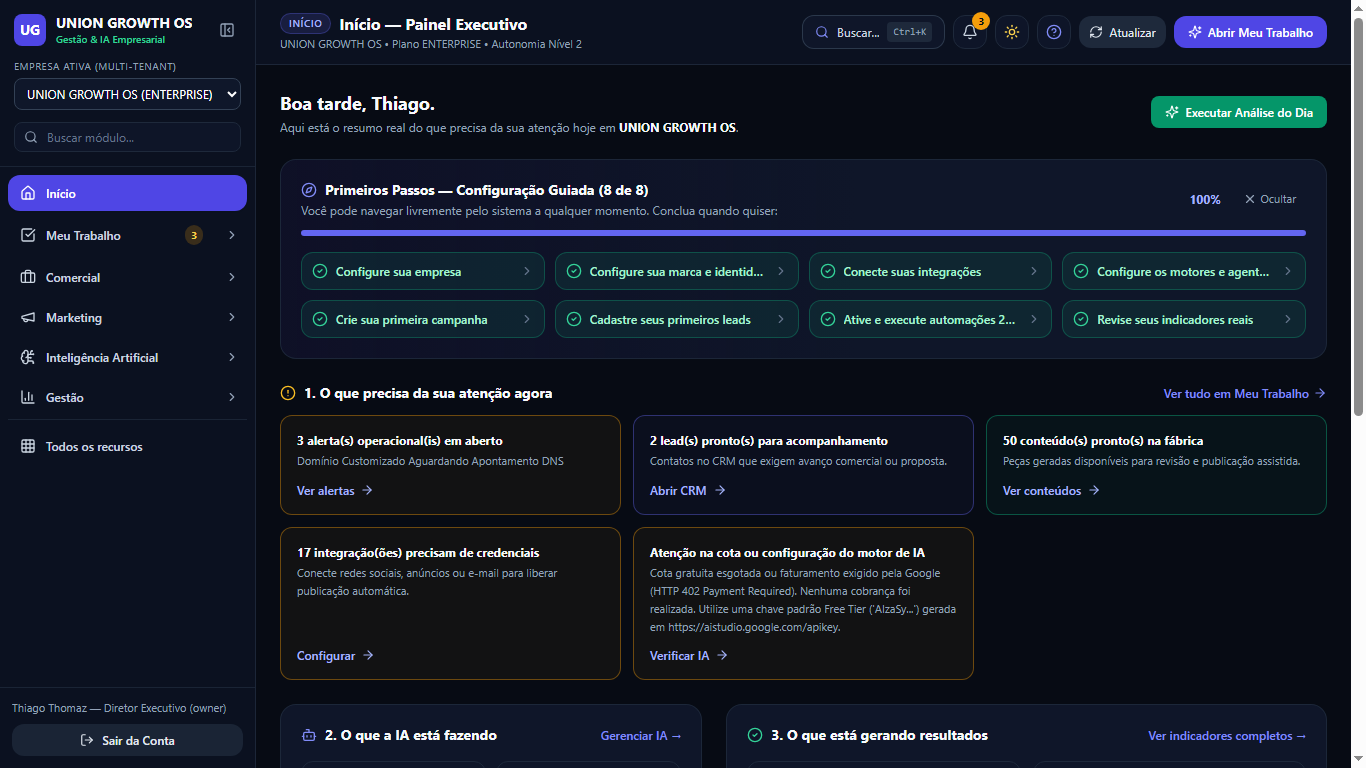 UG
UNION GROWTH OS
Gestão & IA Empresarial
EMPRESA ATIVA (MULTI-TENANT)
UNION GROWTH OS (ENTERPRISE)
Buscar módulo...
Início
Meu Trabalho
3
Comercial
Marketing
Inteligência Artificial
Gestão
Todos os recursos
Thiago Thomaz — Diretor Executivo (owner)
Sair da Conta
INÍCIO
Início — Painel Executivo
UNION GROWTH OS • Plano ENTERPRISE • Autonomia Nível 2
Buscar...
Ctrl+K
3
Atualizar
Abrir Meu Trabalho
Boa tarde, Thiago.
Aqui está o resumo real do que precisa da sua atenção hoje em UNION GROWTH OS.
Executar Análise do Dia
Primeiros Passos — Configuração Guiada (8 de 8)
Você pode navegar livremente pelo sistema a qualquer momento. Conclua quando quiser:
100%
Ocultar
Configure sua empresa
Configure sua marca e identid...
Conecte suas integrações
Configure os motores e agent...
Crie sua primeira campanha
Cadastre seus primeiros leads
Ative e execute automações 2...
Revise seus indicadores reais
1. O que precisa da sua atenção agora
Ver tudo em Meu Trabalho
3 alerta(s) operacional(is) em aberto
Domínio Customizado Aguardando Apontamento DNS
Ver alertas
2 lead(s) pronto(s) para acompanhamento
Contatos no CRM que exigem avanço comercial ou proposta.
Abrir CRM
50 conteúdo(s) pronto(s) na fábrica
Peças geradas disponíveis para revisão e publicação assistida.
Ver conteúdos
17 integração(ões) precisam de credenciais
Conecte redes sociais, anúncios ou e-mail para liberar
publicação automática.
Configurar
Atenção na cota ou configuração do motor de IA
Cota gratuita esgotada ou faturamento exigido pela Google
(HTTP 402 Payment Required). Nenhuma cobrança foi
realizada. Utilize uma chave padrão Free Tier ('AIzaSy...') gerada
em https://aistudio.google.com/apikey.
Verificar IA
2. O que a IA está fazendo
Gerenciar IA →
3. O que está gerando resultados
Ver indicadores completos →